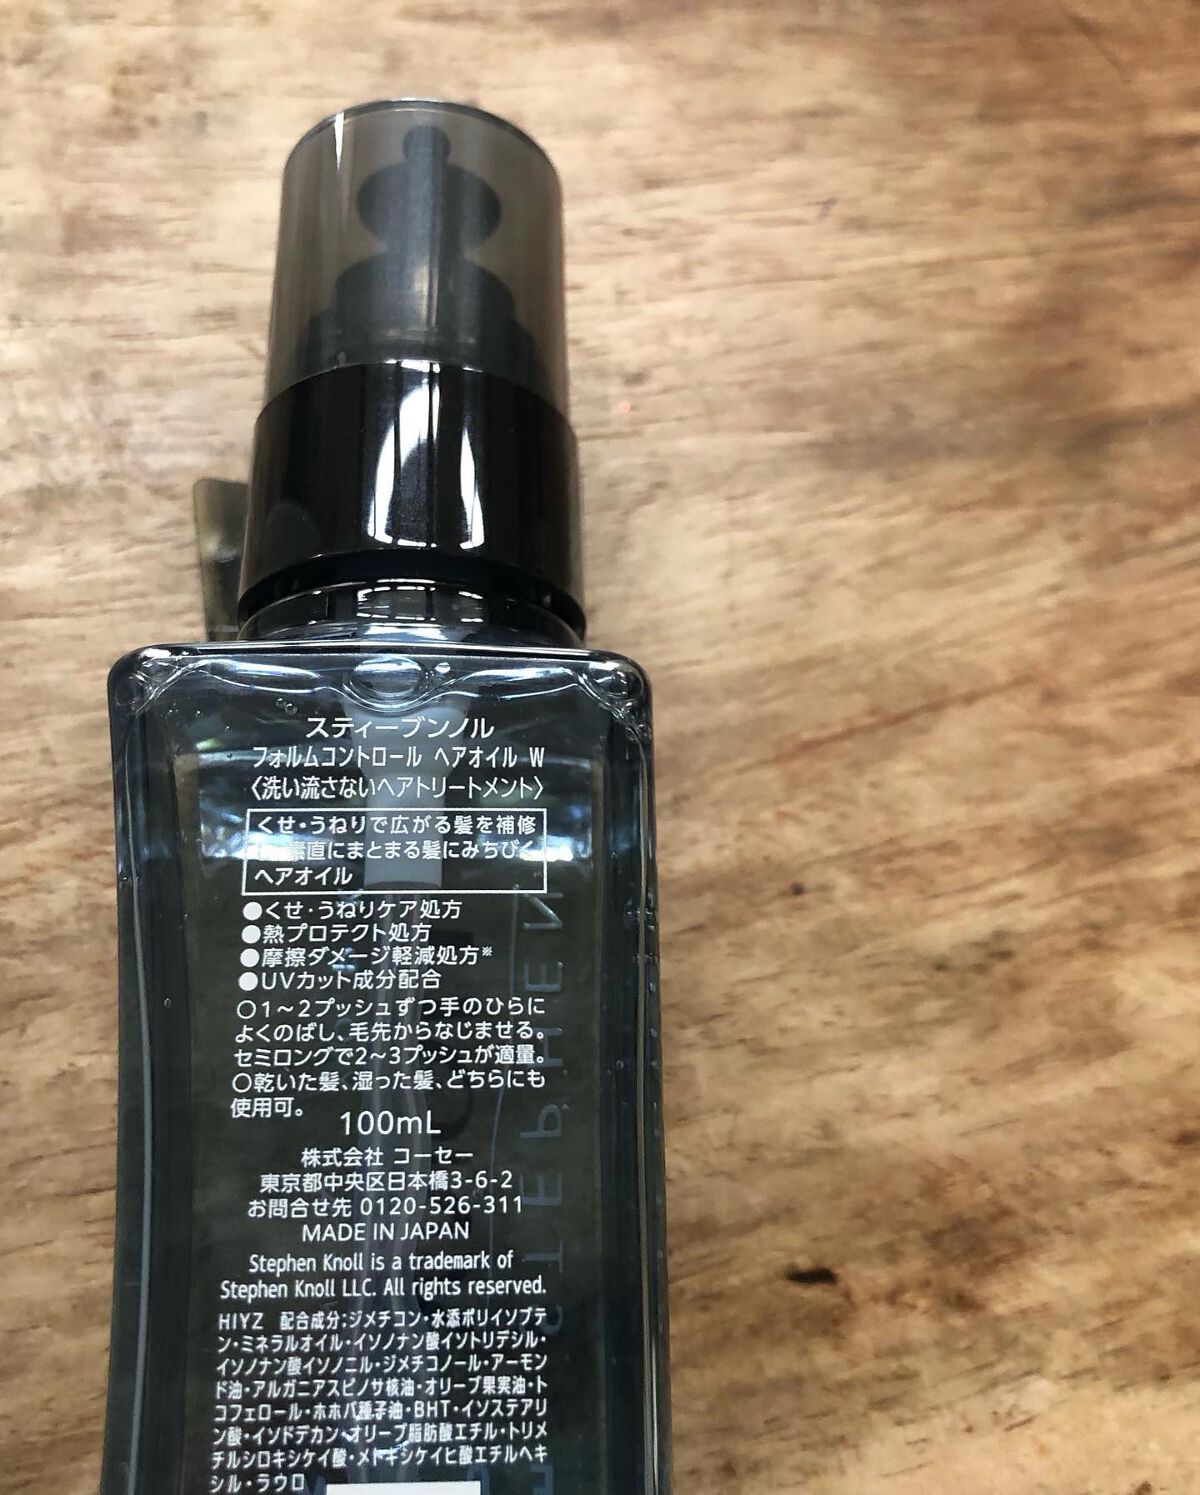 スティーブンノル
フォルムコントロール ヘアオイル W
〈洗い流さないヘアトリートメント〉
くせ・うねりで広がる髪を補修
素直にまとまる髪にみちびく
ヘアオイル
●くせ・うねりケア処方
●熱プロテクト処方
●摩擦ダメージ軽減処方※
●UVカット成分配合
○1～2プッシュずつ手のひらに
よくのばし、毛先からなじませる。
セミロングで2～3プッシュが適量。
○乾いた髪、湿った髪、どちらにも
使用可。
100mL
株式会社 コーセー
東京都中央区日本橋3-6-2
お問合せ先 0120-526-311
MADE IN JAPAN
Stephen Knoll is a trademark of
Stephen Knoll LLC. All rights reserved.
HIYZ 配合成分:ジメチコン・水添ポリイソブテ
ン・ミネラルオイル・イソノナン酸イソトリデシル・
イソノナン酸イソノニル・ジメチコノール・アーモン
ド油・アルガニアスピノサ核油・オリーブ果実油・ト
コフェロール・ホホバ種子油・BHT・イソステアリ
ン酸・イソドデカン・オリーブ脂肪酸エチル・トリメ
チルシロキシケイ酸・メトキシケイヒ酸エチルヘキ
シル・ラウロ
STEPHEN